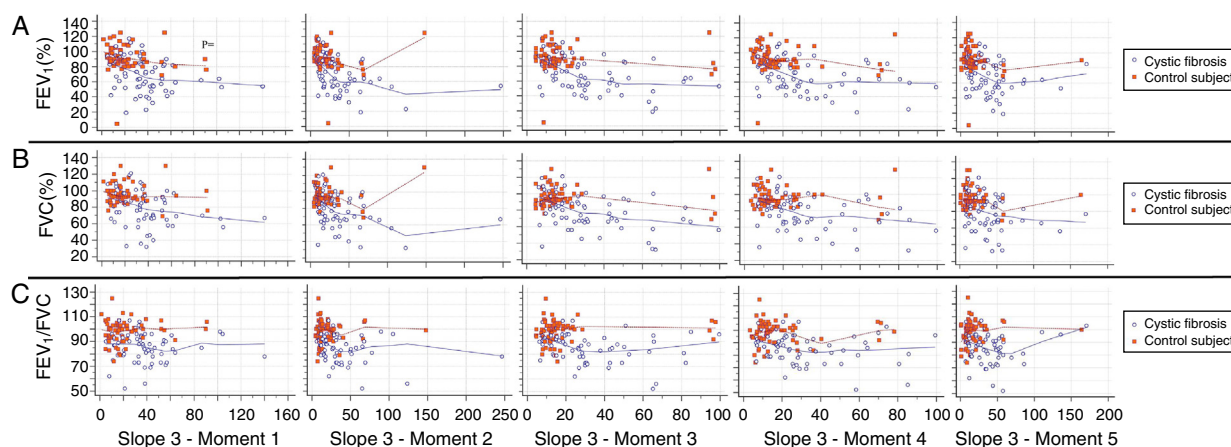 A
FEV1(%)
140
120
100
80
60
40
20
0
P=
Cystic fibrosis
Control subject
B
FVC(%)
140
120
100
80
60
40
20
Cystic fibrosis
Control subject
C
FEV1/FVC
130
110
90
70
50
Cystic fibrosis
Control subject
0 40 80 120 160
0 50 100 150 200 250
0 20 40 60 80 100
0 20 40 60 80 100
0 50 100 150 200
Slope 3 - Moment 1
Slope 3 - Moment 2
Slope 3 - Moment 3
Slope 3 - Moment 4
Slope 3 - Moment 5